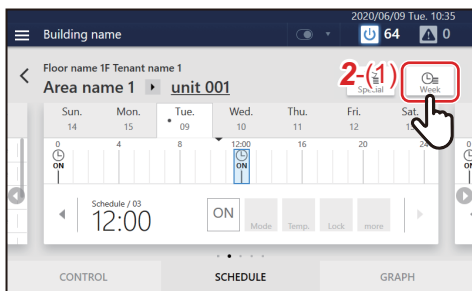 2020/06/09 Tue. 10:35
Building name 64 0
Floor name 1F Tenant name 1
Area name 1 unit 001
2-(1)
Special Week
Sun. Mon. Tue. Wed. Thu. Fri. Sat.
14 15 09 10 11 12
0 4 8 12:00 16 20 24 0
ON ON ON
Schedule / 03
12:00 ON Mode Temp. Lock more
CONTROL SCHEDULE GRAPH